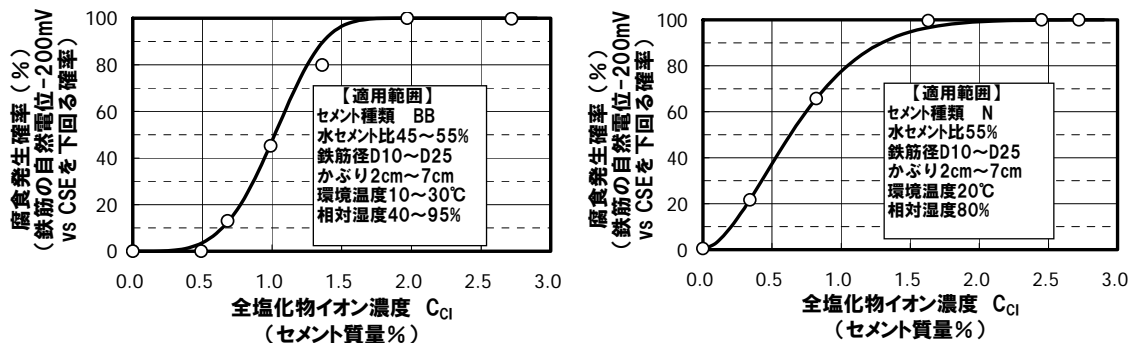 腐食発生確率(%)
(鉄筋の自然電位-200mV
VS CSEを下回る確率)
100
80
60
40
20
0
【適用範囲】
セメント種類 BB
水セメント比45~55%
鉄筋径D10~D25
かぶり2cm~7cm
環境温度10~30℃
相対湿度40~95%
0.0 0.5 1.0 1.5 2.0 2.5 3.0
全塩化物イオン濃度 CCl
(セメント質量%)
腐食発生確率(%)
(鉄筋の自然電位-200mV
VS CSEを下回る確率)
100
80
60
40
20
0
【適用範囲】
セメント種類 N
水セメント比55%
鉄筋径D10~D25
かぶり2cm~7cm
環境温度20℃
相対湿度80%
0.0 0.5 1.0 1.5 2.0 2.5 3.0
全塩化物イオン濃度 CCl
(セメント質量%)